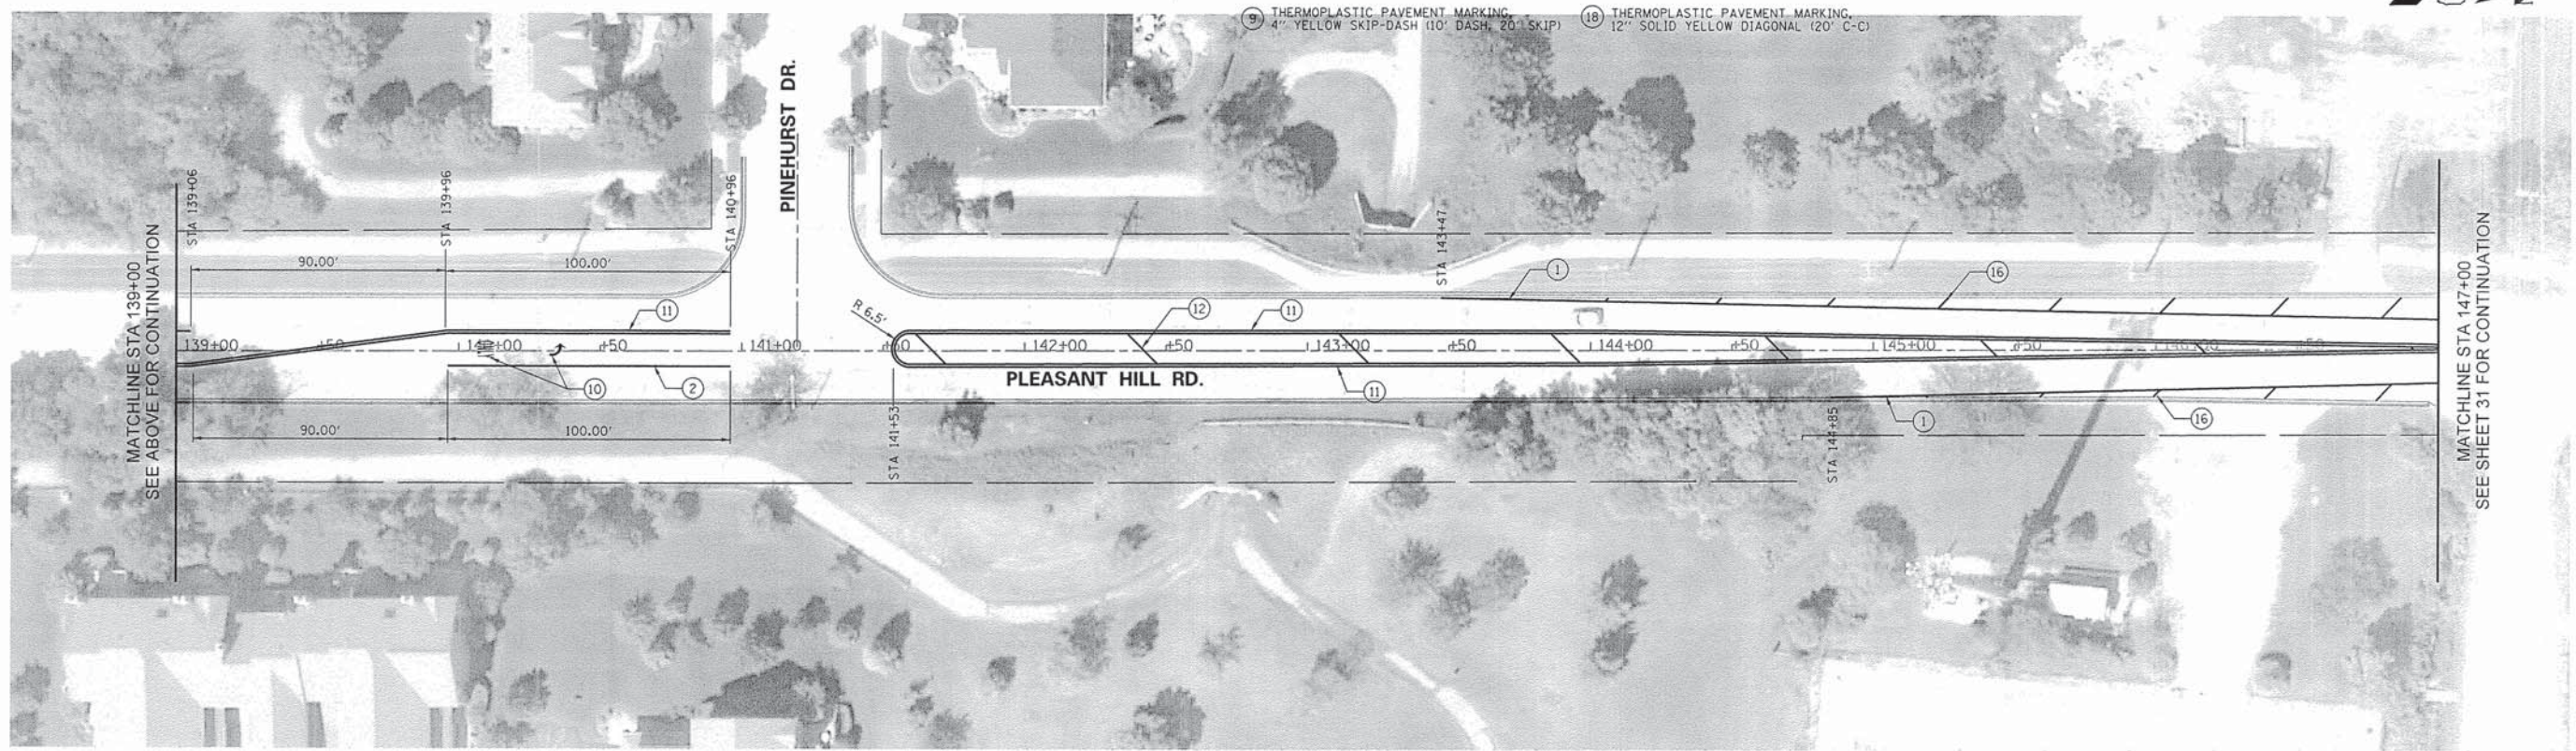 9 THERMOPLASTIC PAVEMENT MARKING,
4" YELLOW SKIP-DASH (10' DASH, 20' SKIP)
18 THERMOPLASTIC PAVEMENT MARKING,
12" SOLID YELLOW DIAGONAL (20' C-C)
PINEHURST DR.
MATCHLINE STA 139+00
SEE ABOVE FOR CONTINUATION
STA 139+06
STA 139+96
STA 140+96
90.00'
100.00'
11
R 6.5'
12
11
STA 143+47
1
16
139+00
+50
140+00
+50
141+00
+50
142+00
+50
143+00
+50
144+00
+50
145+00
+50
146+00
+50
10
2
PLEASANT HILL RD.
11
1
16
90.00'
100.00'
STA 141+53
STA 144+85
MATCHLINE STA 147+00
SEE SHEET 31 FOR CONTINUATION